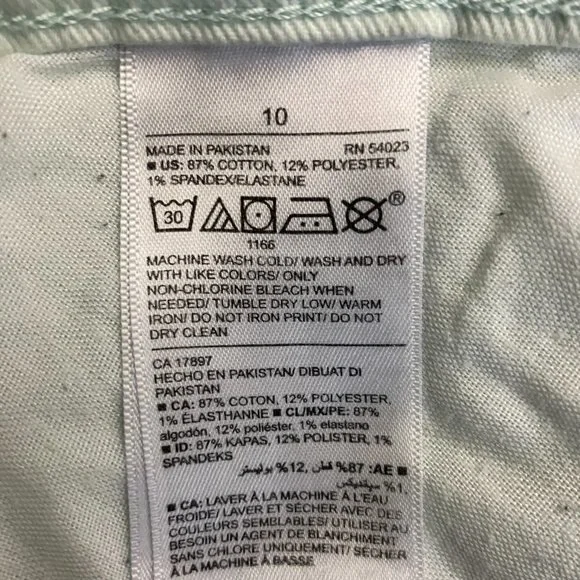 10
MADE IN PAKISTAN RN 54023
■ US: 87% COTTON, 12% POLYESTER,
1% SPANDEX/ELASTANE
30 ®
1166
MACHINE WASH COLD/ WASH AND DRY
WITH LIKE COLORS/ ONLY
NON-CHLORINE BLEACH WHEN
NEEDED/ TUMBLE DRY LOW/ WARM
IRON/ DO NOT IRON PRINT/ DO NOT
DRY CLEAN
CA 17897
HECHO EN PAKISTAN/ DIBUAT DI
PAKISTAN
■ CA: 87% COTON, 12% POLYESTER,
1% ÉLASTHANNE ■ CL/MX/PE: 87%
algodón, 12% poliéster, 1% elastano
■ ID: 87% KAPAS, 12% POLISTER, 1%
SPANDEKS
■ AE: 87% قطن, 12% بوليستر
1% سپندیکس.
■ CA: LAVER À LA MACHINE À L'EAU
FROIDE/ LAVER ET SÉCHER AVEC DES
COULEURS SEMBLABLES/ UTILISER AU
BESOIN UN AGENT DE BLANCHIMENT
SANS CHLORE UNIQUEMENT/ SÉCHER
À LA MACHINE À BASSE